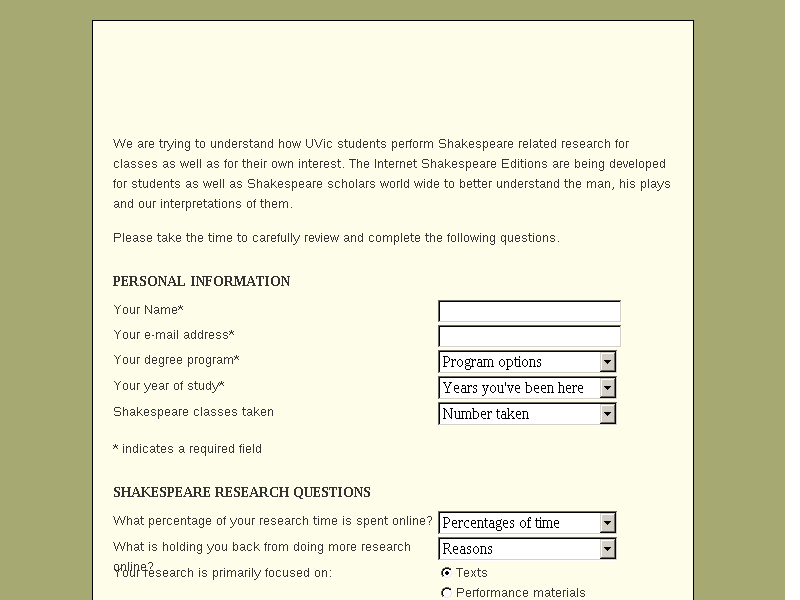 We are trying to understand how UVic students perform Shakespeare related research for
classes as well as for their own interest. The Internet Shakespeare Editions are being developed
for students as well as Shakespeare scholars world wide to better understand the man, his plays
and our interpretations of them.
Please take the time to carefully review and complete the following questions.
PERSONAL INFORMATION
Your Name*
Your e-mail address*
Your degree program* Program options
Your year of study* Years you've been here
Shakespeare classes taken Number taken
* indicates a required field
SHAKESPEARE RESEARCH QUESTIONS
What percentage of your research time is spent online? Percentages of time
What is holding you back from doing more research Reasons
online?
Your research is primarily focused on: Texts
Performance materials